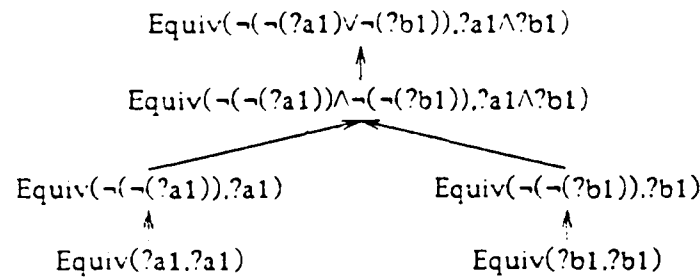 Equiv(¬(¬(?a1)∨¬(?b1)),?a1∧?b1)
Equiv(¬(¬(?a1))∧¬(¬(?b1)),?a1∧?b1)
Equiv(¬(¬(?a1)),?a1) Equiv(¬(¬(?b1)),?b1)
Equiv(?a1,?a1) Equiv(?b1,?b1)